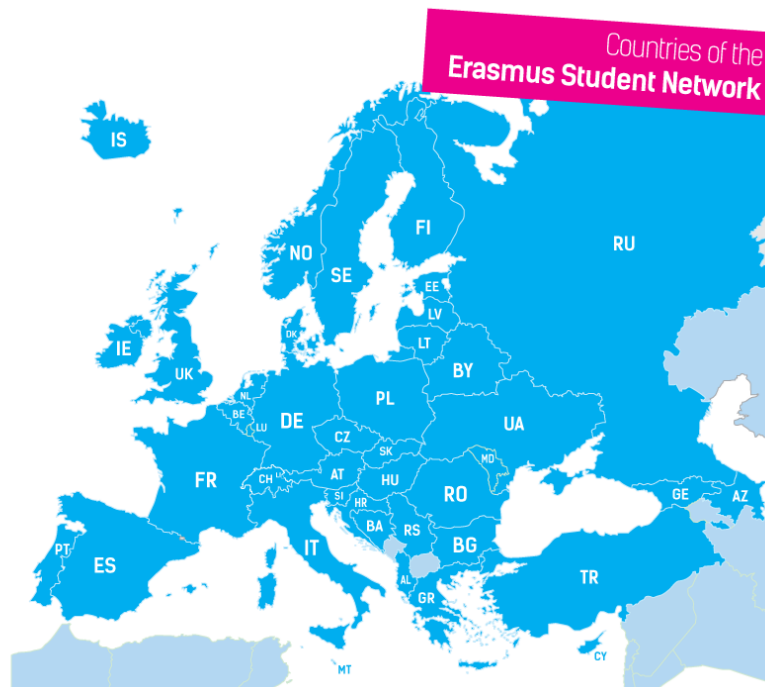 Countries of the
Erasmus Student Network
IS
FI
RU
NO
SE
EE
LV
DK
LT
IE
BY
UK
NL
PL
BE
DE
UA
LU
CZ
SK
MD
FR
CH
LI
AT
HU
RO
SI
HR
GE
AZ
BA
RS
PT
IT
BG
ES
TR
AL
GR
CY
MT